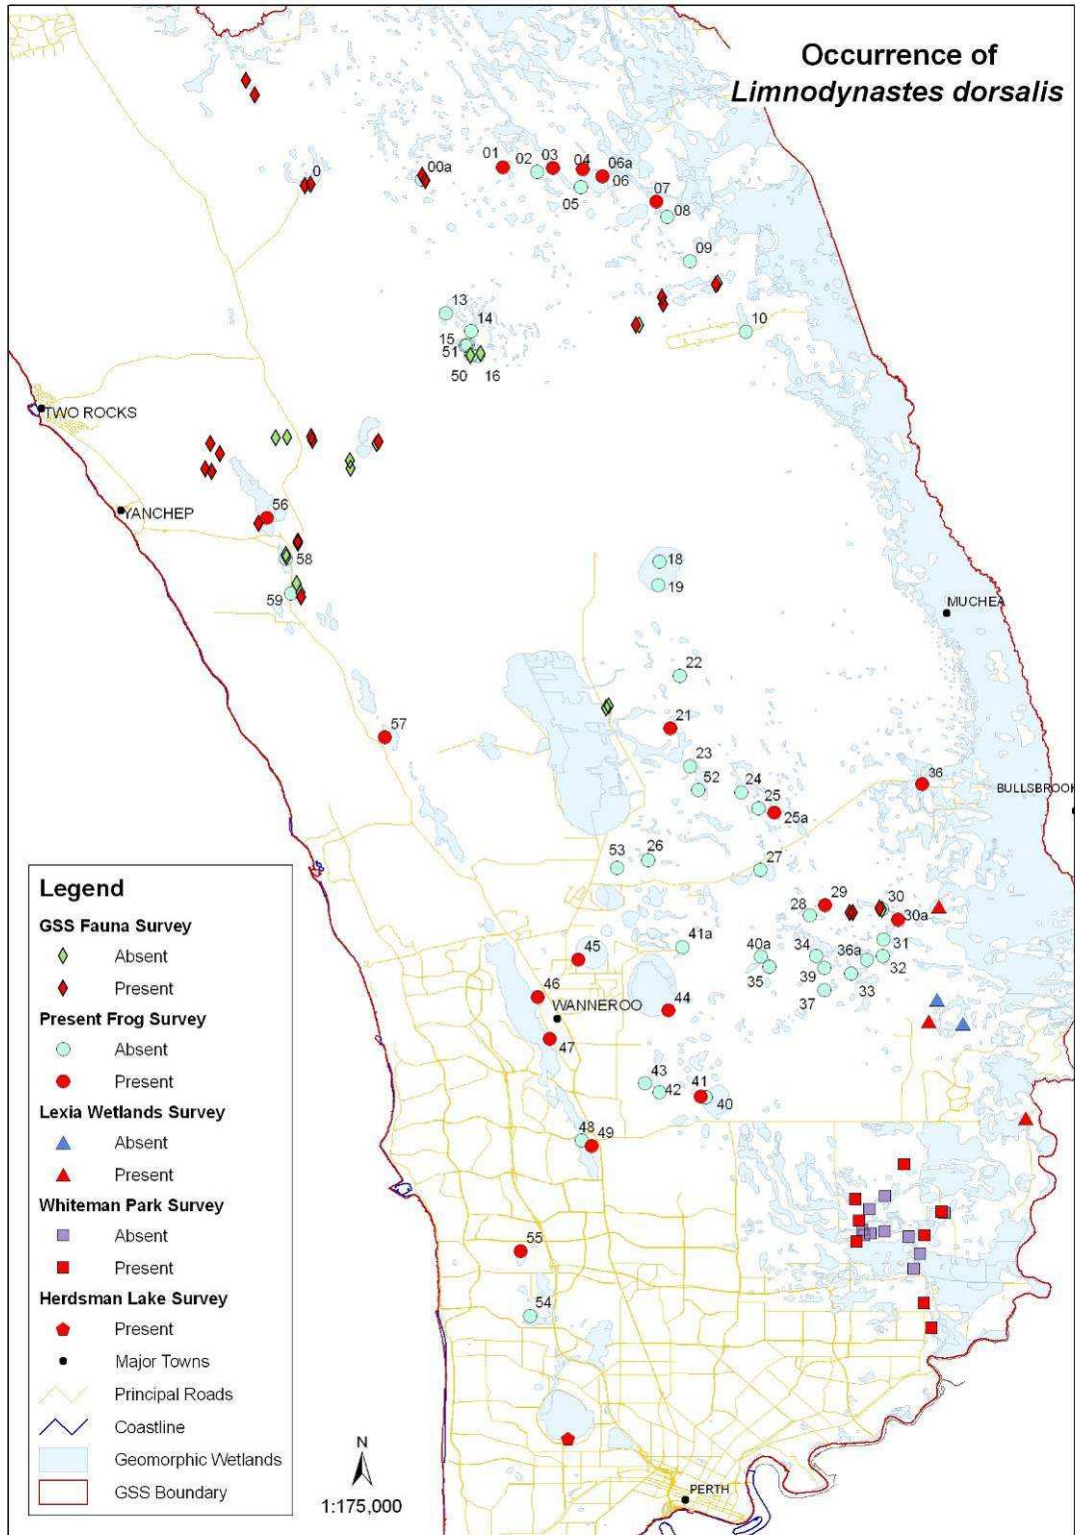 Occurrence of
Limnodynastes dorsalis
0
00a
01
02
03
04
06a
06
05
07
08
09
10
13
14
15
51
50
16
TWO ROCKS
56
YANCHEP
58
59
18
19
MUCHEA
22
21
57
23
52
24
25
25a
36
BULLSBROOK
53
26
27
28
29
30
30a
41a
40a
34
36a
31
32
35
39
33
37
45
46
WANNEROO
44
47
43
42
41
40
48
49
55
54
PERTH
Legend
GSS Fauna Survey
Absent
Present
Present Frog Survey
Absent
Present
Lexia Wetlands Survey
Absent
Present
Whiteman Park Survey
Absent
Present
Herdsman Lake Survey
Present
Major Towns
Principal Roads
Coastline
Geomorphic Wetlands
GSS Boundary
N
1:175,000